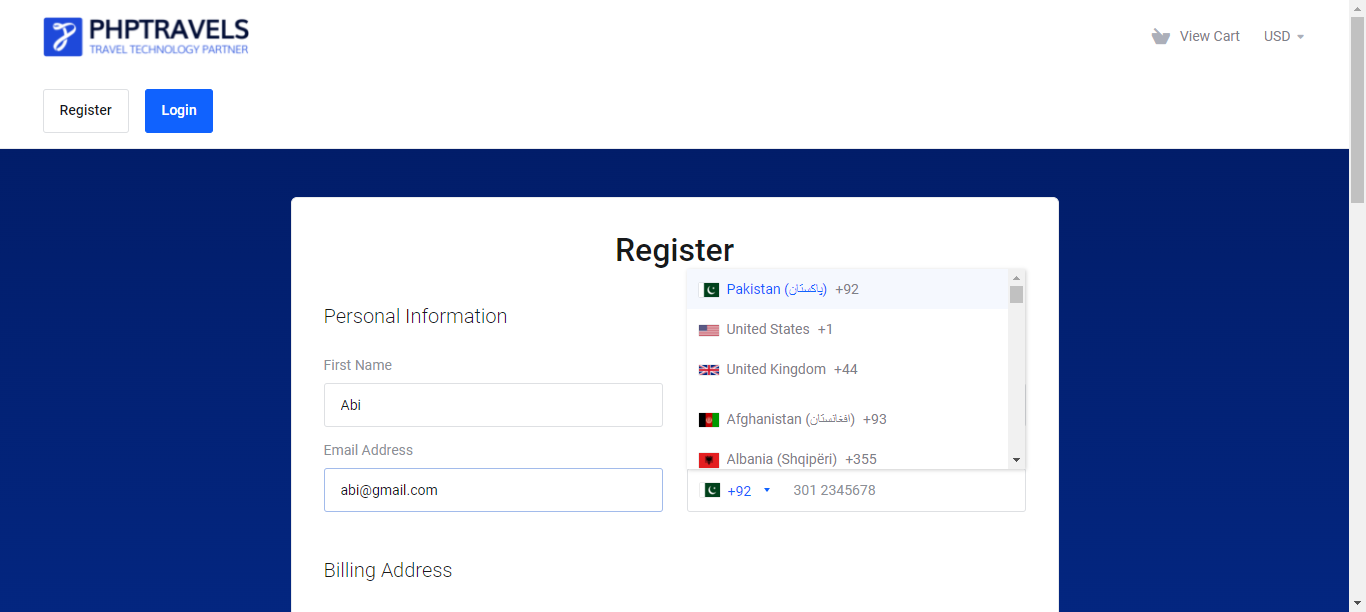 PHPTRAVELS
TRAVEL TECHNOLOGY PARTNER
View Cart USD
Register Login
Register
Personal Information
First Name
Abi
Email Address
abi@gmail.com
Pakistan (پاکستان) +92
United States +1
United Kingdom +44
Afghanistan (افغانستان) +93
Albania (Shqipëri) +355
+92 301 2345678
Billing Address